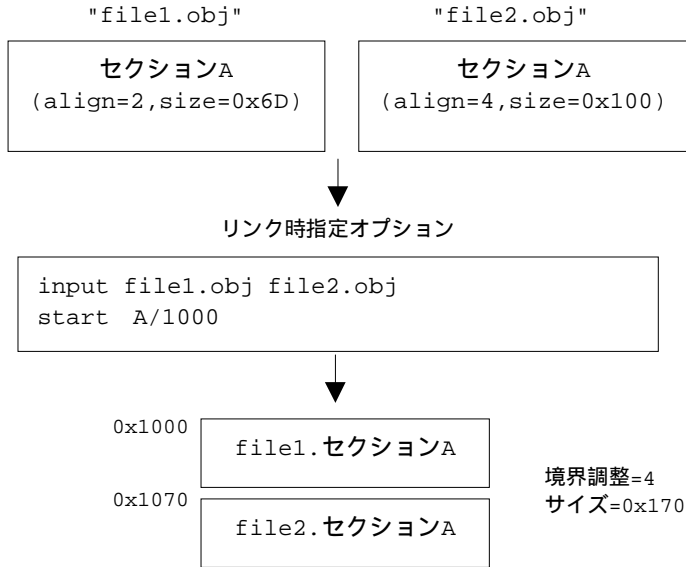 "file1.obj"
"file2.obj"
セクションA
(align=2,size=0x6D)
セクションA
(align=4,size=0x100)
リンク時指定オプション
input file1.obj file2.obj
start A/1000
0x1000
file1.セクションA
0x1070
file2.セクションA
境界調整=4
サイズ=0x170